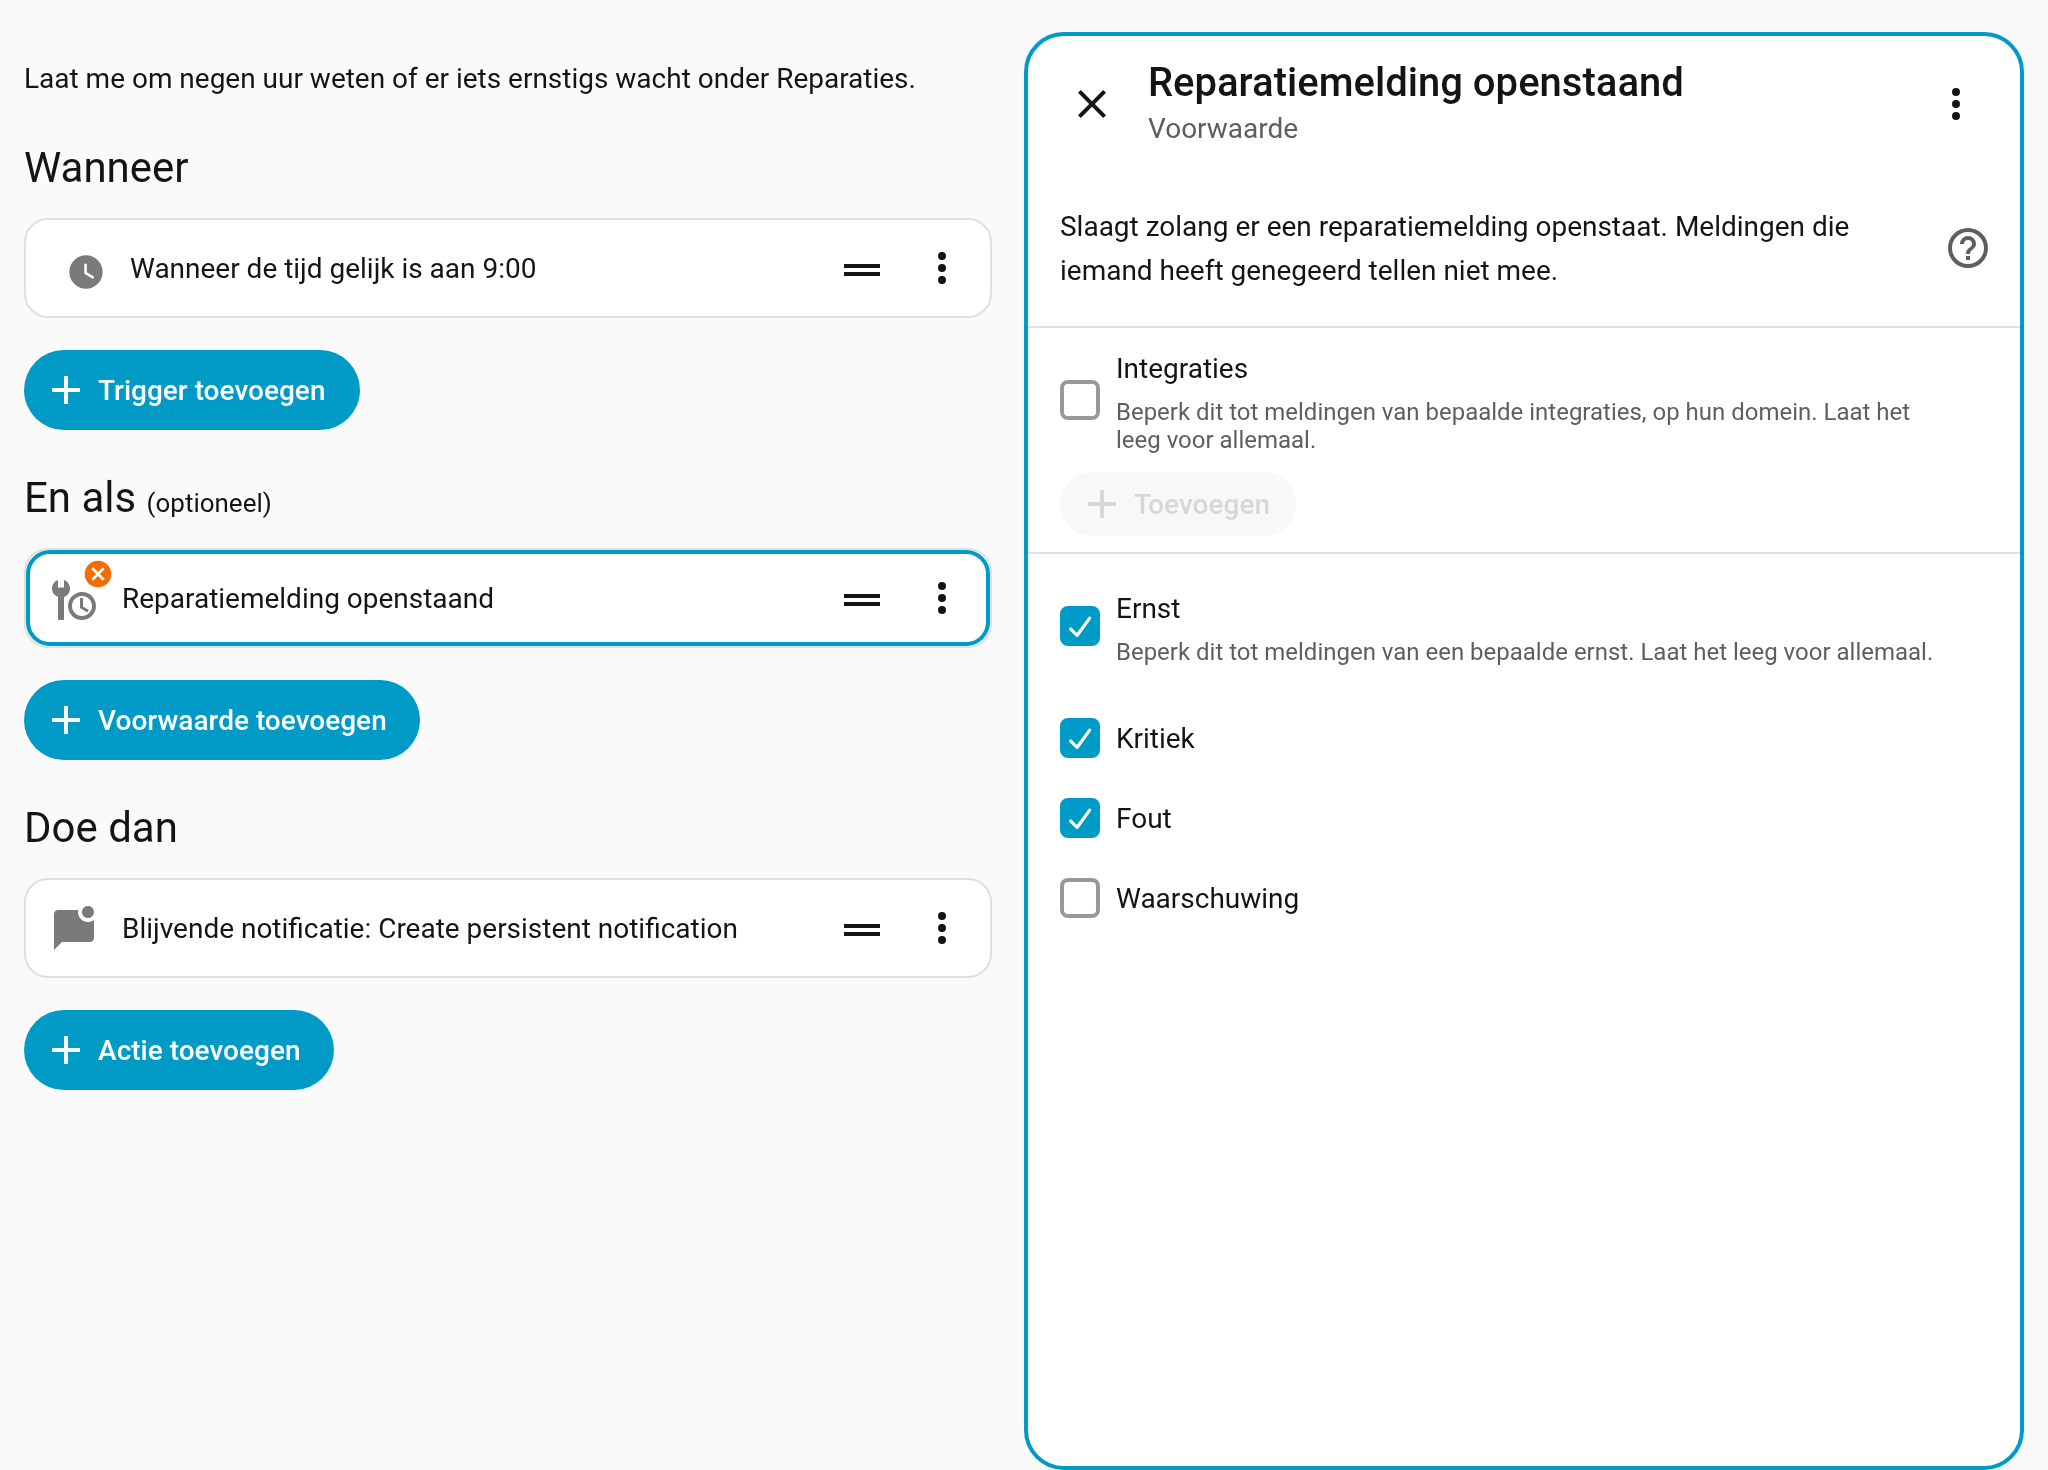 Laat me om negen uur weten of er iets ernstigs wacht onder Reparaties.
Wanneer
Wanneer de tijd gelijk is aan 9:00
Trigger toevoegen
En als (optioneel)
Reparatiemelding openstaand
Voorwaarde toevoegen
Doe dan
Blijvende notificatie: Create persistent notification
Actie toevoegen
Reparatiemelding openstaand
Voorwaarde
Slaagt zolang er een reparatiemelding openstaat. Meldingen die
iemand heeft genegeerd tellen niet mee.
Integraties
Beperk dit tot meldingen van bepaalde integraties, op hun domein. Laat het
leeg voor allemaal.
Toevoegen
Ernst
Beperk dit tot meldingen van een bepaalde ernst. Laat het leeg voor allemaal.
Kritiek
Fout
Waarschuwing